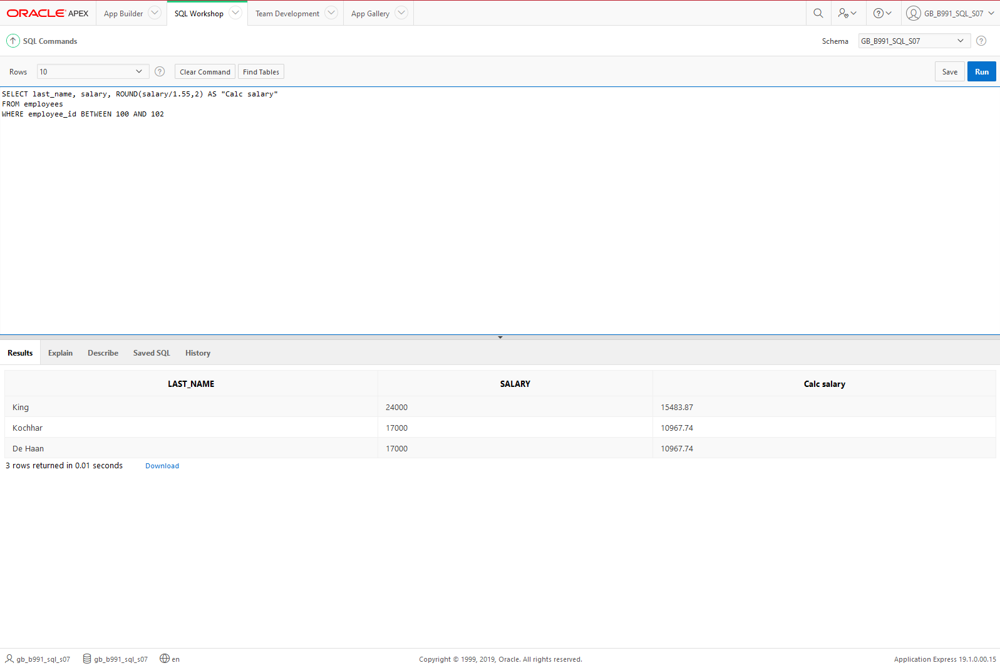 ORACLE APEX App Builder SQL Workshop Team Development App Gallery GB_B991_SQL_S07
SQL Commands Schema GB_B991_SQL_S07
Rows 10 Clear Command Find Tables Save Run
SELECT last_name, salary, ROUND(salary/1.55,2) AS "Calc salary"
FROM employees
WHERE employee_id BETWEEN 100 AND 102
Results Explain Describe Saved SQL History
LAST_NAME SALARY Calc salary
King 24000 15483.87
Kochhar 17000 10967.74
De Haan 17000 10967.74
3 rows returned in 0.01 seconds Download
gb_b991_sql_s07 gb_b991_sql_s07 en Copyright © 1999, 2019, Oracle. All rights reserved. Application Express 19.1.0.00.15